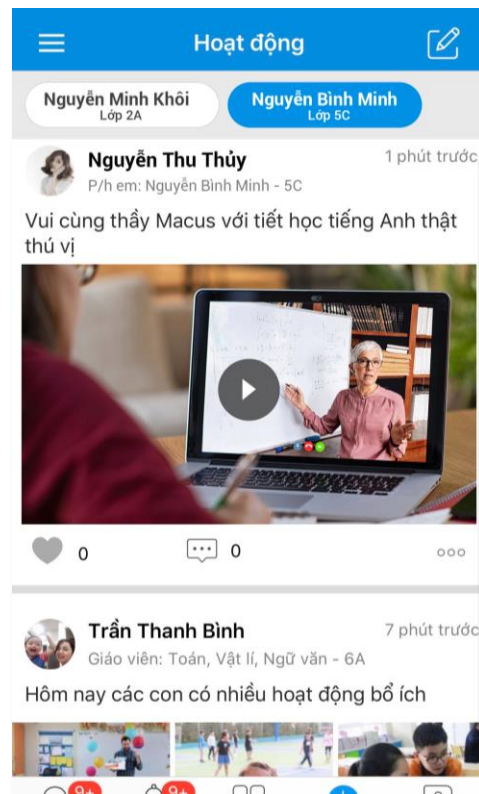 Hoạt động
Nguyễn Minh Khôi
Lớp 2A
Nguyễn Bình Minh
Lớp 5C
Nguyễn Thu Thủy
1 phút trước
P/h em: Nguyễn Bình Minh - 5C
Vui cùng thầy Macus với tiết học tiếng Anh thật
thú vị
0
0
Trần Thanh Bình
7 phút trước
Giáo viên: Toán, Vật lí, Ngữ văn - 6A
Hôm nay các con có nhiều hoạt động bổ ích
9+
9+